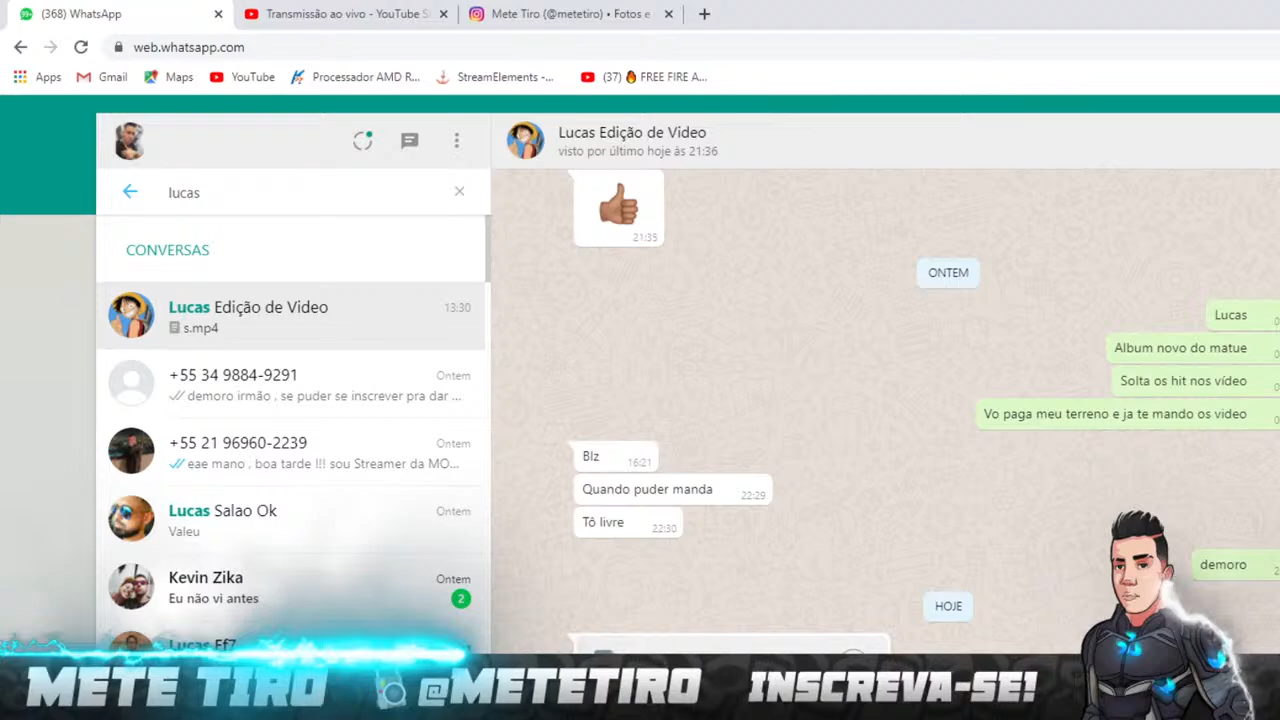 (368) WhatsApp
Transmissão ao vivo - YouTube S
Mete Tiro (@metetiro) • Fotos e
web.whatsapp.com
Apps
Gmail
Maps
YouTube
Processador AMD R...
StreamElements -...
(37) 🔥 FREE FIRE A...
lucas
CONVERSAS
Lucas Edição de Video
13:30
s.mp4
+55 34 9884-9291
Ontem
demoro irmão , se puder se inscrever pra dar ...
+55 21 96960-2239
Ontem
eae mano , boa tarde !!! sou Streamer da MO...
Lucas Salao Ok
Ontem
Valeu
Kevin Zika
Ontem
Eu não vi antes
2
Lucas Ff7
Lucas Edição de Video
visto por último hoje às 21:36
21:35
ONTEM
Lucas
Album novo do matue
Solta os hit nos vídeo
Vo paga meu terreno e ja te mando os video
Blz
16:21
Quando puder manda
22:29
Tô livre
22:30
demoro
HOJE
METE TIRO
@METETIRO
INSCREVA-SE!